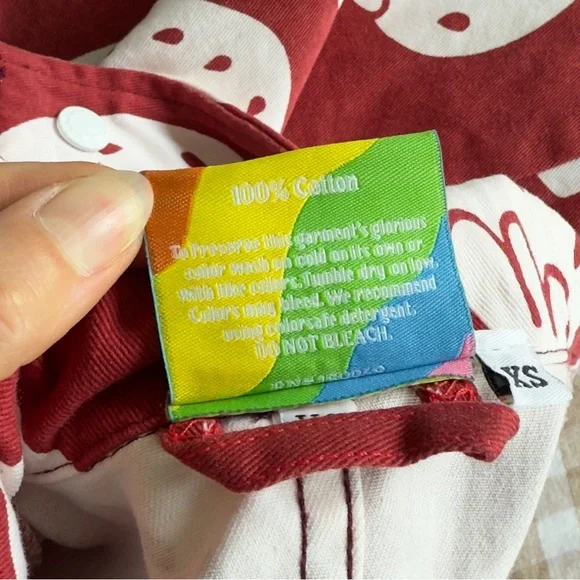 100% Cotton
To Preserve this garment's glorious
color wash on cold on its own or
with like colors. Tumble dry on low.
Colors may bleed. We recommend
using colorsafe detergent.
DO NOT BLEACH.
XS